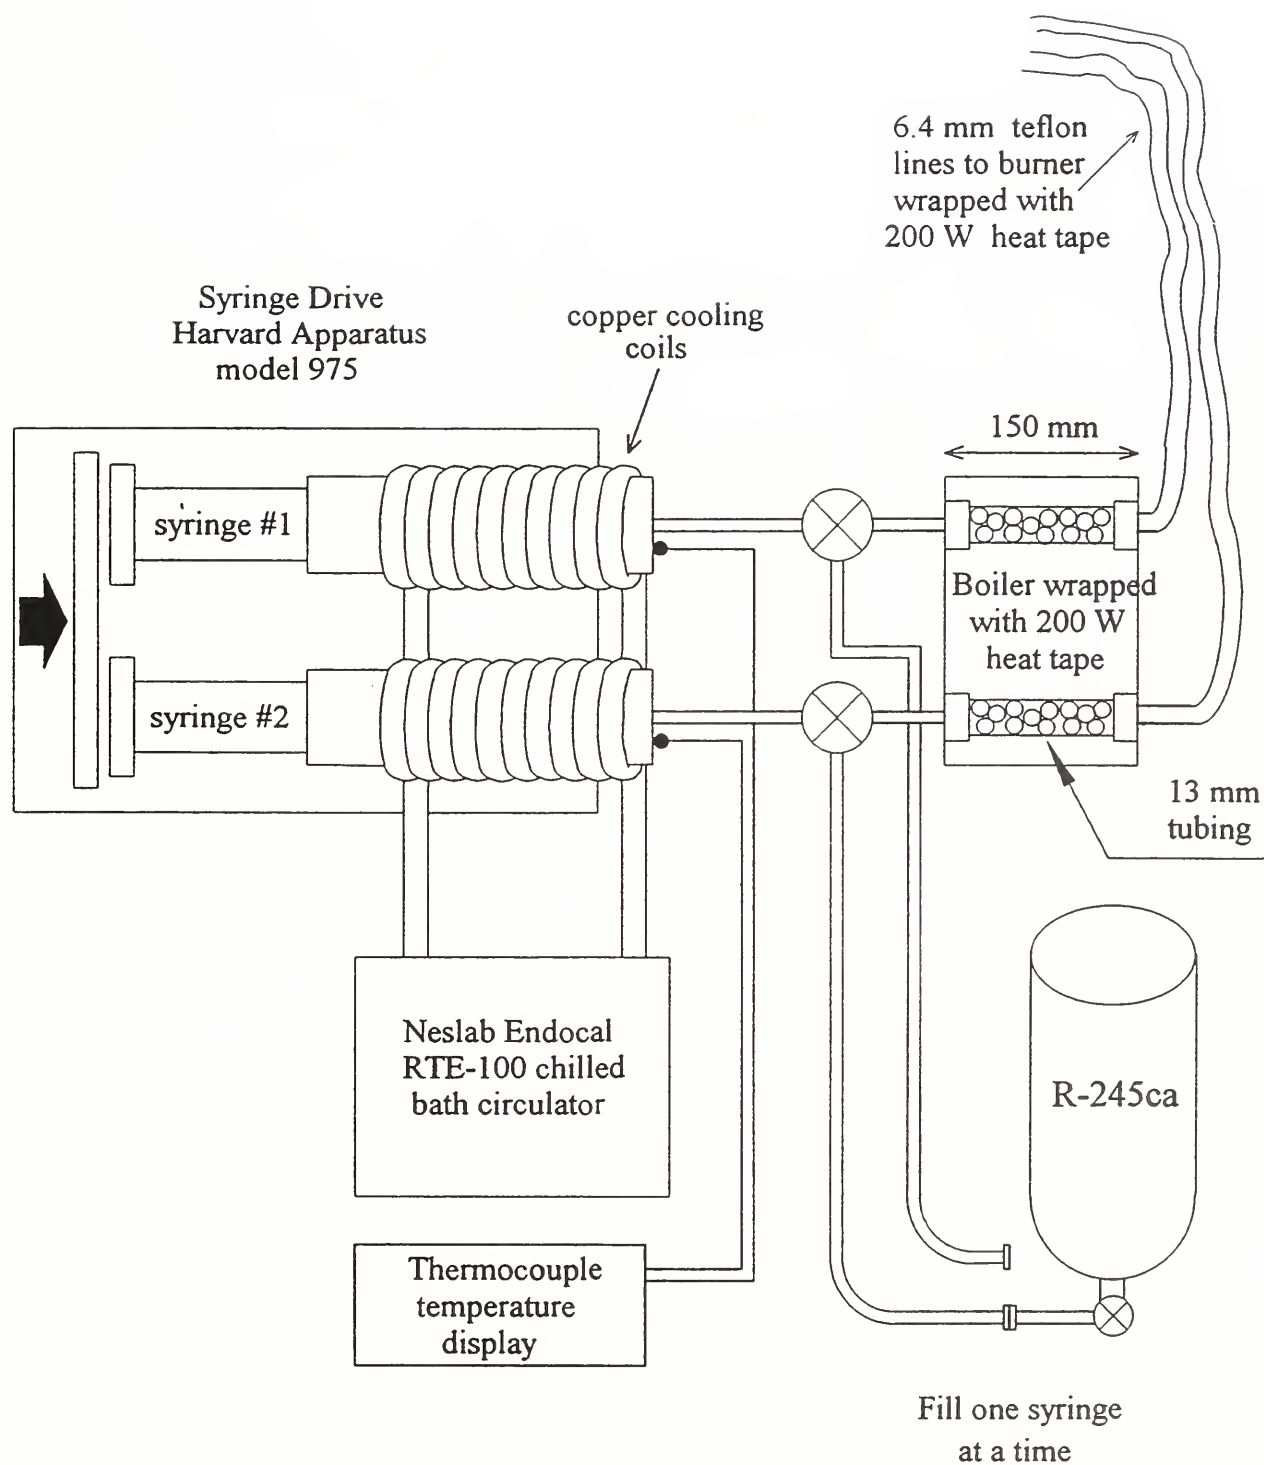 6.4 mm teflon
lines to burner
wrapped with
200 W heat tape
Syringe Drive
Harvard Apparatus
model 975
copper cooling
coils
150 mm
syringe #1
Boiler wrapped
with 200 W
heat tape
syringe #2
13 mm
tubing
Neslab Endocal
RTE-100 chilled
bath circulator
R-245ca
Thermocouple
temperature
display
Fill one syringe
at a time